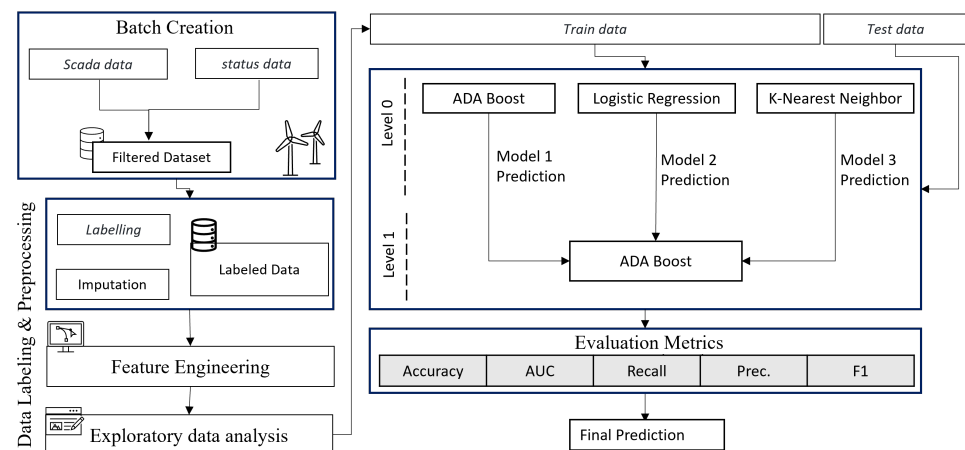 Batch Creation
Scada data
status data
Filtered Dataset
Data Labeling & Preprocessing
Labelling
Imputation
Labeled Data
Feature Engineering
Exploratory data analysis
Train data
Test data
Level 0
ADA Boost
Logistic Regression
K-Nearest Neighbor
Model 1
Prediction
Model 2
Prediction
Model 3
Prediction
Level 1
ADA Boost
Evaluation Metrics
Accuracy
AUC
Recall
Prec.
F1
Final Prediction